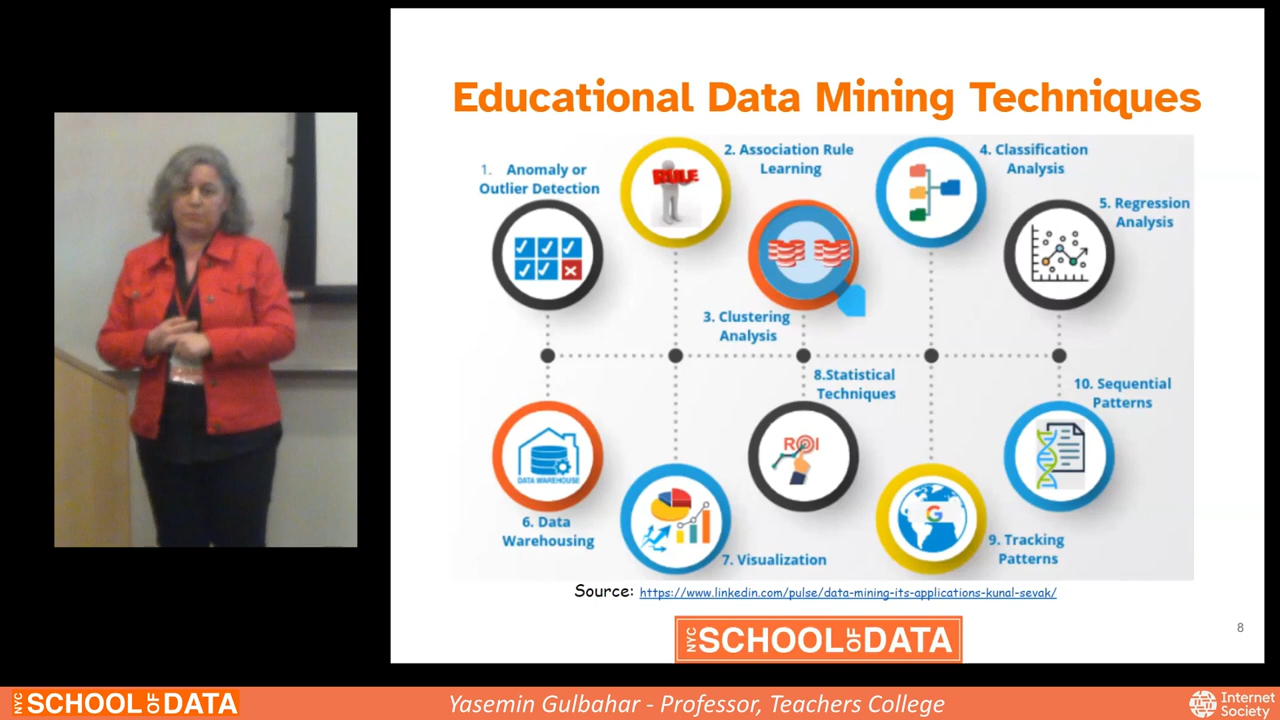 Educational Data Mining Techniques
1. Anomaly or
Outlier Detection
2. Association Rule
Learning
RULE
3. Clustering
Analysis
4. Classification
Analysis
5. Regression
Analysis
6. Data
Warehousing
DATA WAREHOUSE
7. Visualization
8.Statistical
Techniques
ROI
9. Tracking
Patterns
G
10. Sequential
Patterns
Source: https://www.linkedin.com/pulse/data-mining-its-applications-kunal-sevak/
NYC SCHOOL OF DATA
8
NYC SCHOOL OF DATA
Yasemin Gulbahar - Professor, Teachers College
Internet
Society